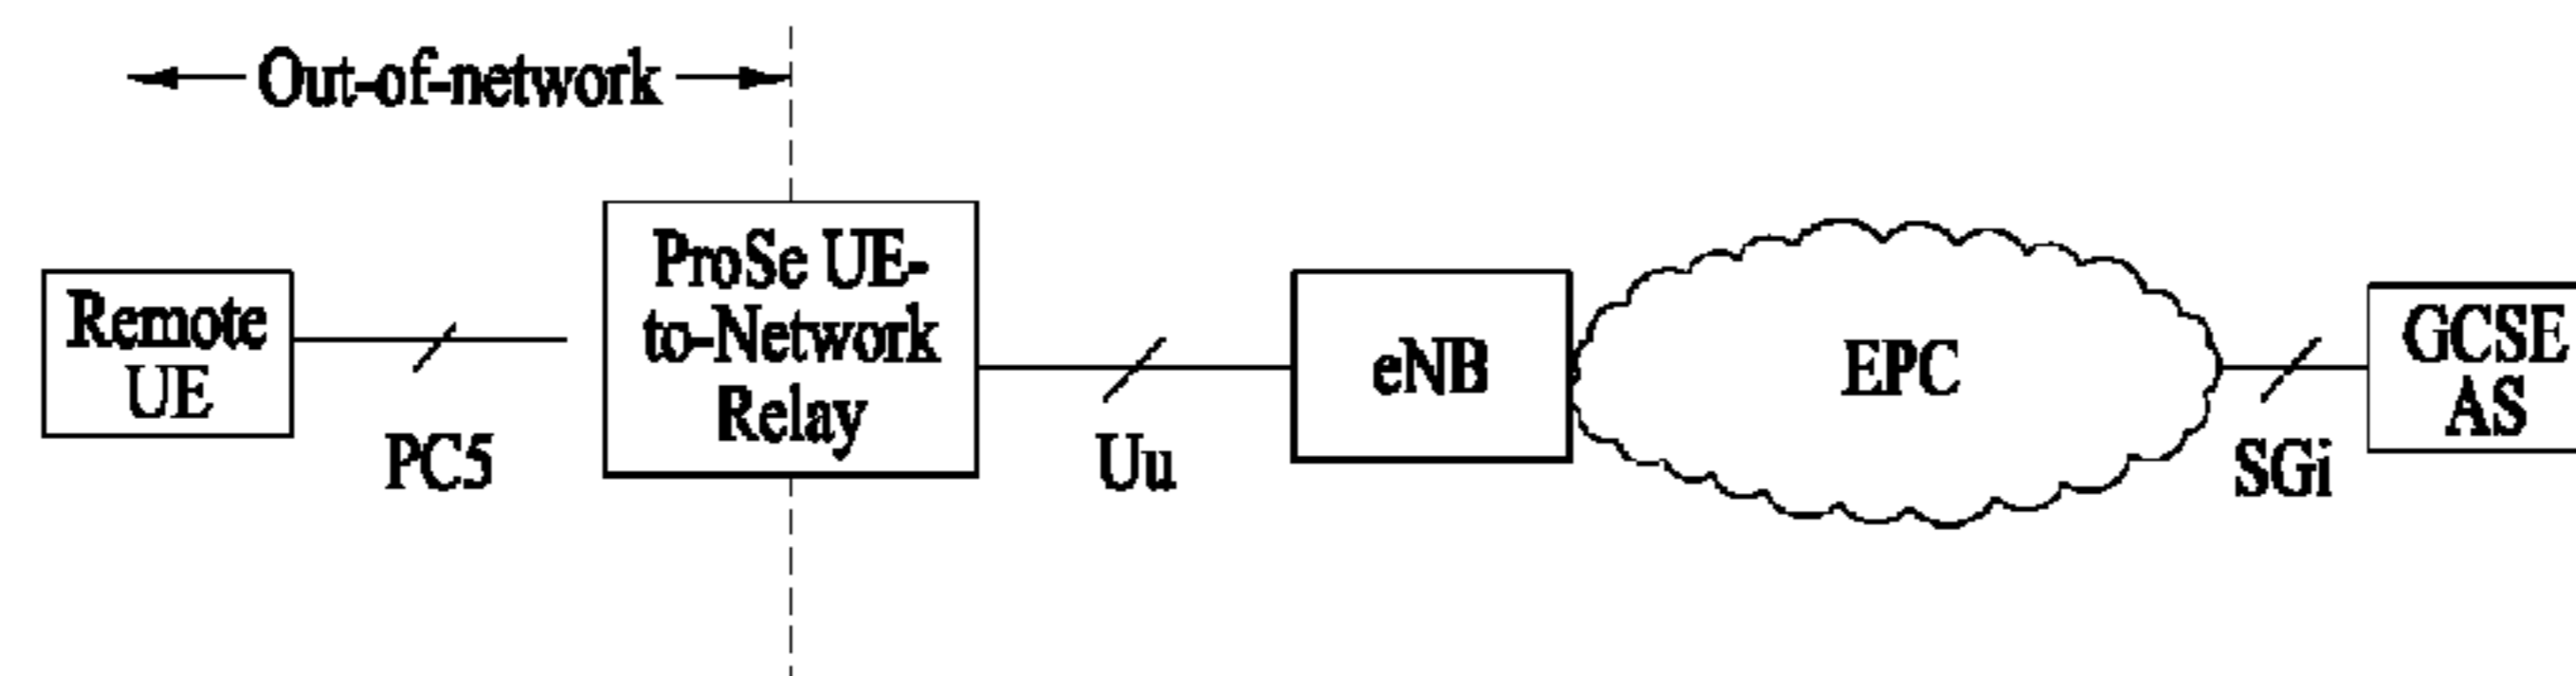 Out-of-network
Remote
UE
PC5
ProSe UE-
to-Network
Relay
Uu
eNB
EPC
SGi
GCSE
AS